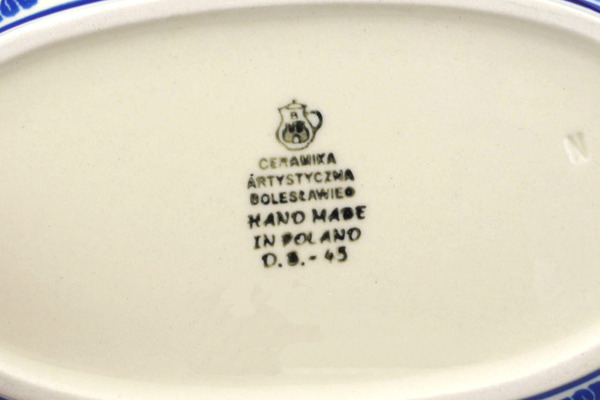 CERAMIKA
ARTYSTYCZNA
BOLESŁAWIEC
HAND MADE
IN POLAND
D.S.-45